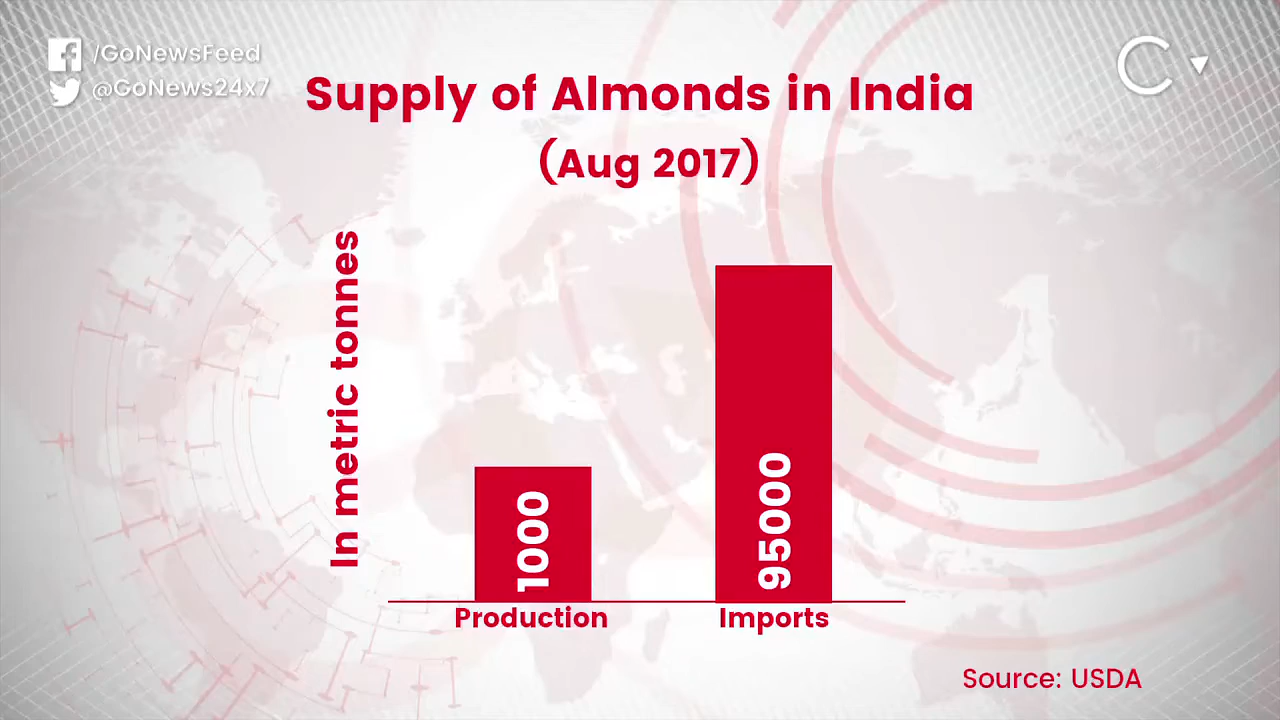 /GoNewsFeed
@GoNews24x7
Supply of Almonds in India
(Aug 2017)
In metric tonnes
1000
95000
Production
Imports
Source: USDA